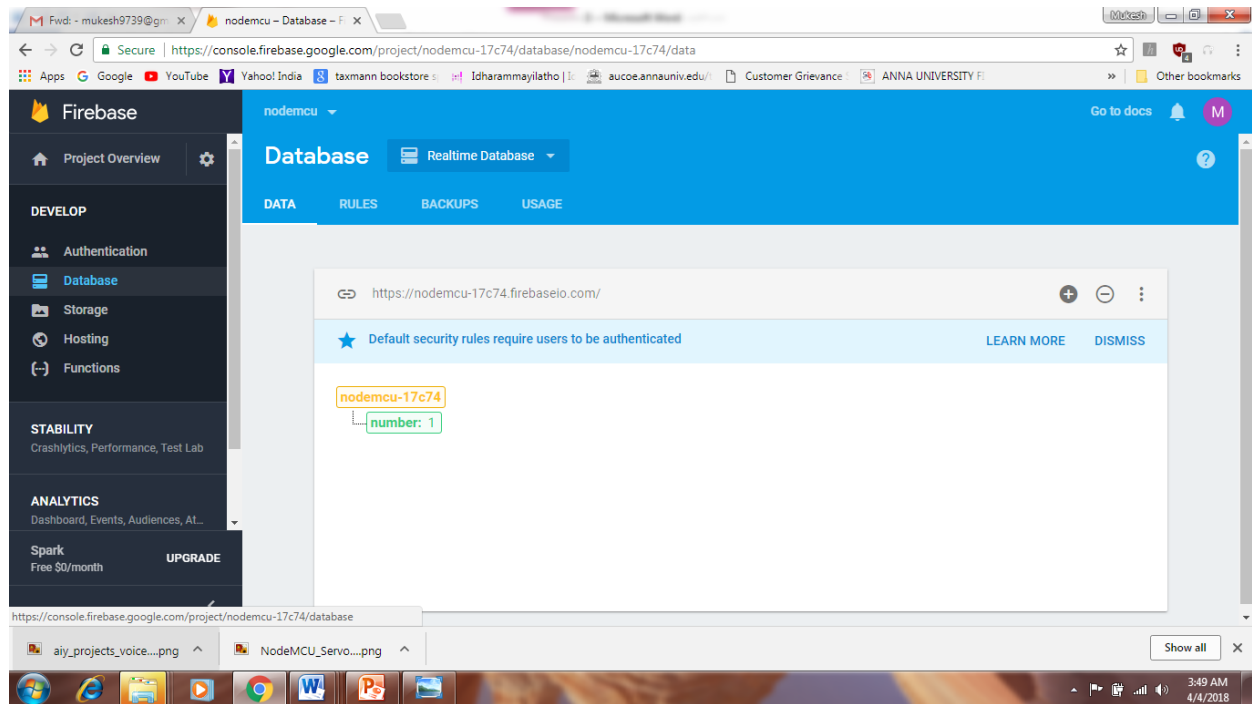 Fwd: - mukesh9739@gm
nodemcu – Database – Fi
Mukesh
Secure | https://console.firebase.google.com/project/nodemcu-17c74/database/nodemcu-17c74/data
Apps Google YouTube Yahoo! India taxmann bookstore s Idharammayilatho | Id aucoe.annauniv.edu/ Customer Grievance ANNA UNIVERSITY FI » Other bookmarks
Firebase
nodemcu
Go to docs
M
Project Overview
Database
Realtime Database
DATA RULES BACKUPS USAGE
DEVELOP
Authentication
Database
Storage
Hosting
Functions
https://nodemcu-17c74.firebaseio.com/
Default security rules require users to be authenticated
LEARN MORE DISMISS
nodemcu-17c74
number: 1
STABILITY
Crashlytics, Performance, Test Lab
ANALYTICS
Dashboard, Events, Audiences, At...
Spark
Free $0/month
UPGRADE
https://console.firebase.google.com/project/nodemcu-17c74/database
aiy_projects_voice....png
NodeMCU_Servo....png
Show all
3:49 AM
4/4/2018